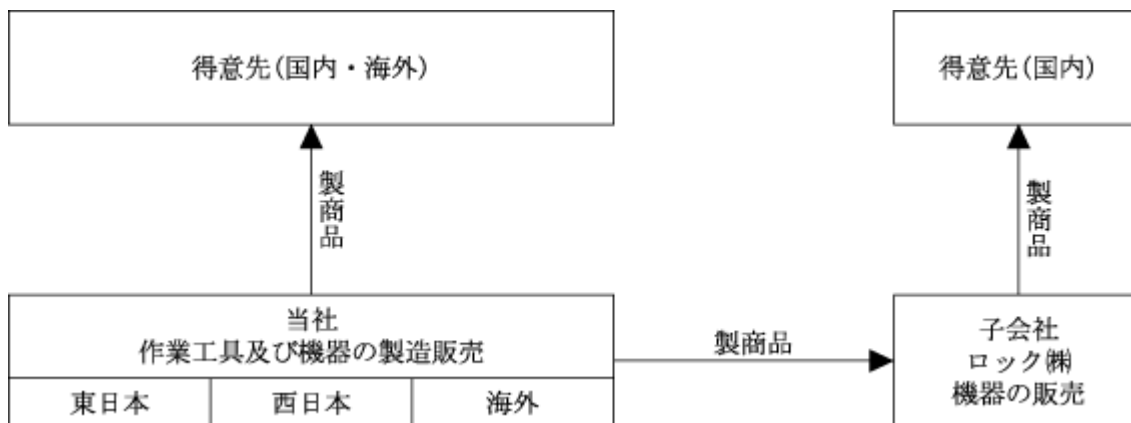 得意先(国内・海外)
得意先(国内)
製商品
製商品
当社
作業工具及び機器の製造販売
東日本
西日本
海外
製商品
子会社
ロック㈱
機器の販売